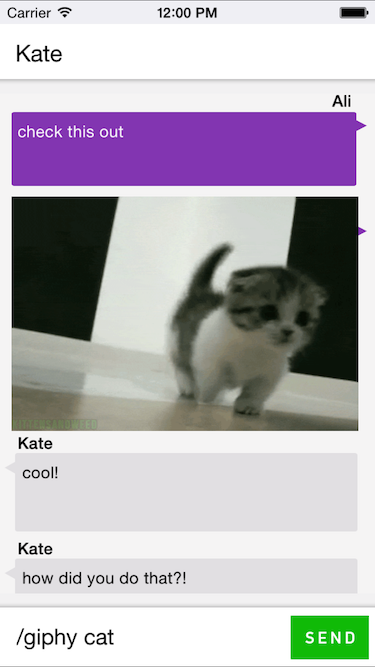 Carrier 12:00 PM
Kate
Ali
check this out
Kate
cool!
Kate
how did you do that?!
/giphy cat
SEND